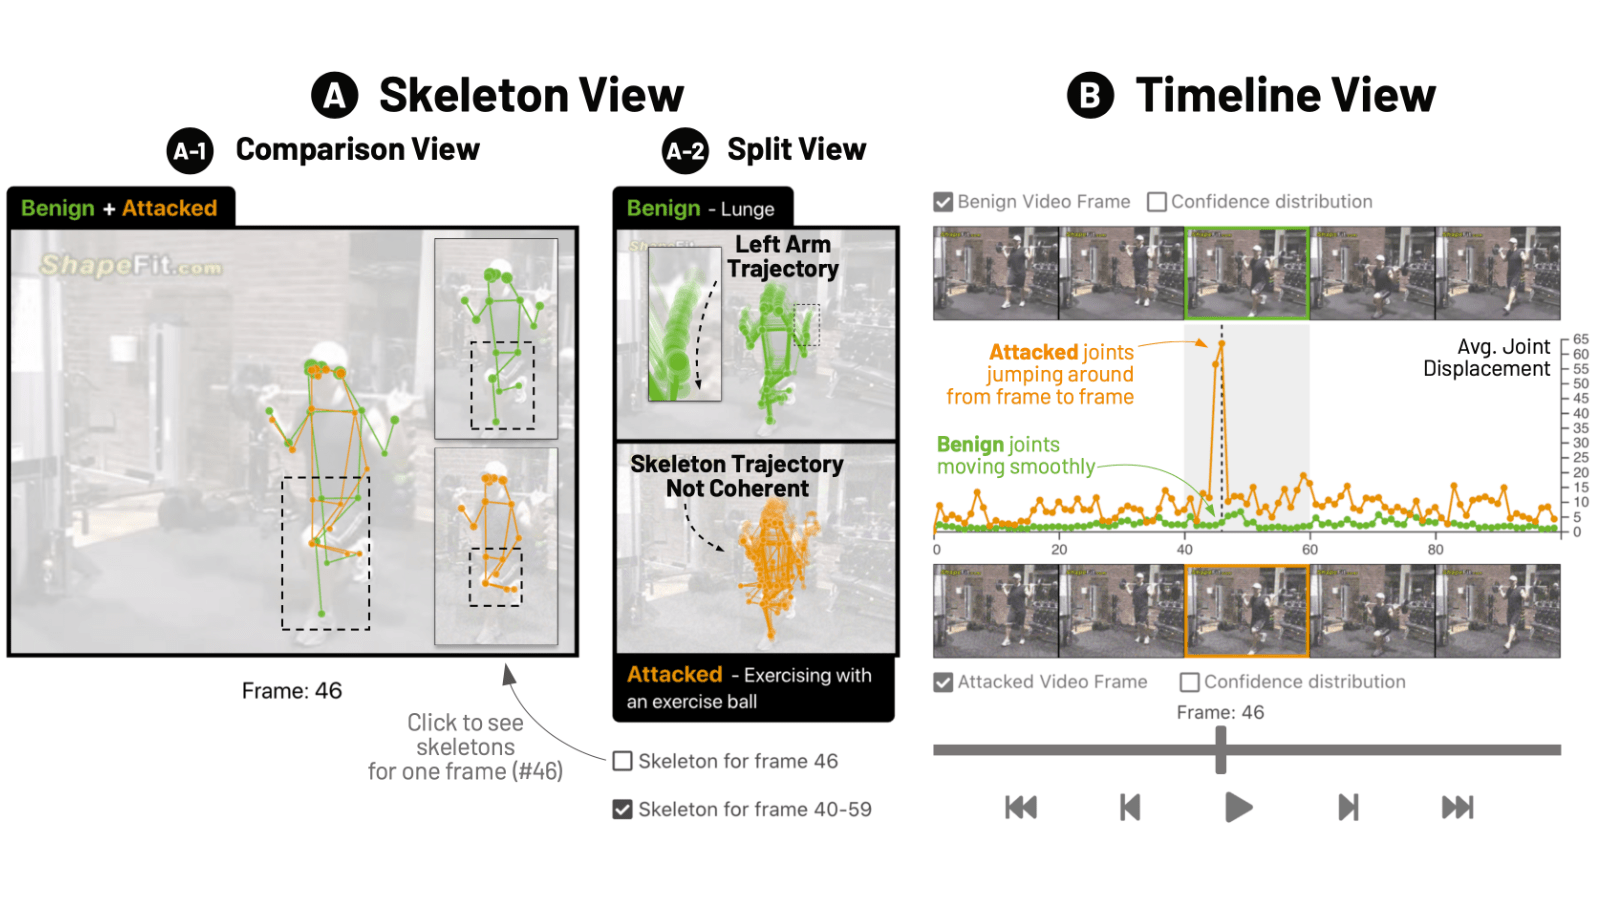 A Skeleton View
A-1 Comparison View
Benign + Attacked
ShapeFit.com
Frame: 46
Click to see
skeletons
for one frame (#46)
A-2 Split View
Benign - Lunge
ShapeFit
Left Arm
Trajectory
Skeleton Trajectory
Not Coherent
Attacked - Exercising with
an exercise ball
Skeleton for frame 46
Skeleton for frame 40-59
B Timeline View
Benign Video Frame
Confidence distribution
Attacked joints
jumping around
from frame to frame
Benign joints
moving smoothly
Avg. Joint
Displacement
65
60
55
50
45
40
35
30
25
20
15
10
5
0
0 20 40 60 80
Attacked Video Frame
Confidence distribution
Frame: 46